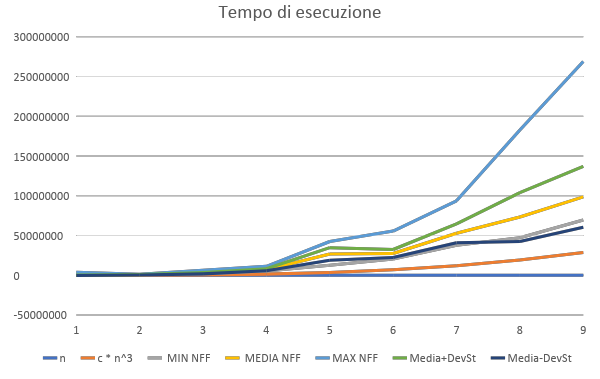 Tempo di esecuzione
300000000
250000000
200000000
150000000
100000000
50000000
0
-50000000
1 2 3 4 5 6 7 8 9
n c * n^3 MIN NFF MEDIA NFF MAX NFF Media+DevSt Media-DevSt